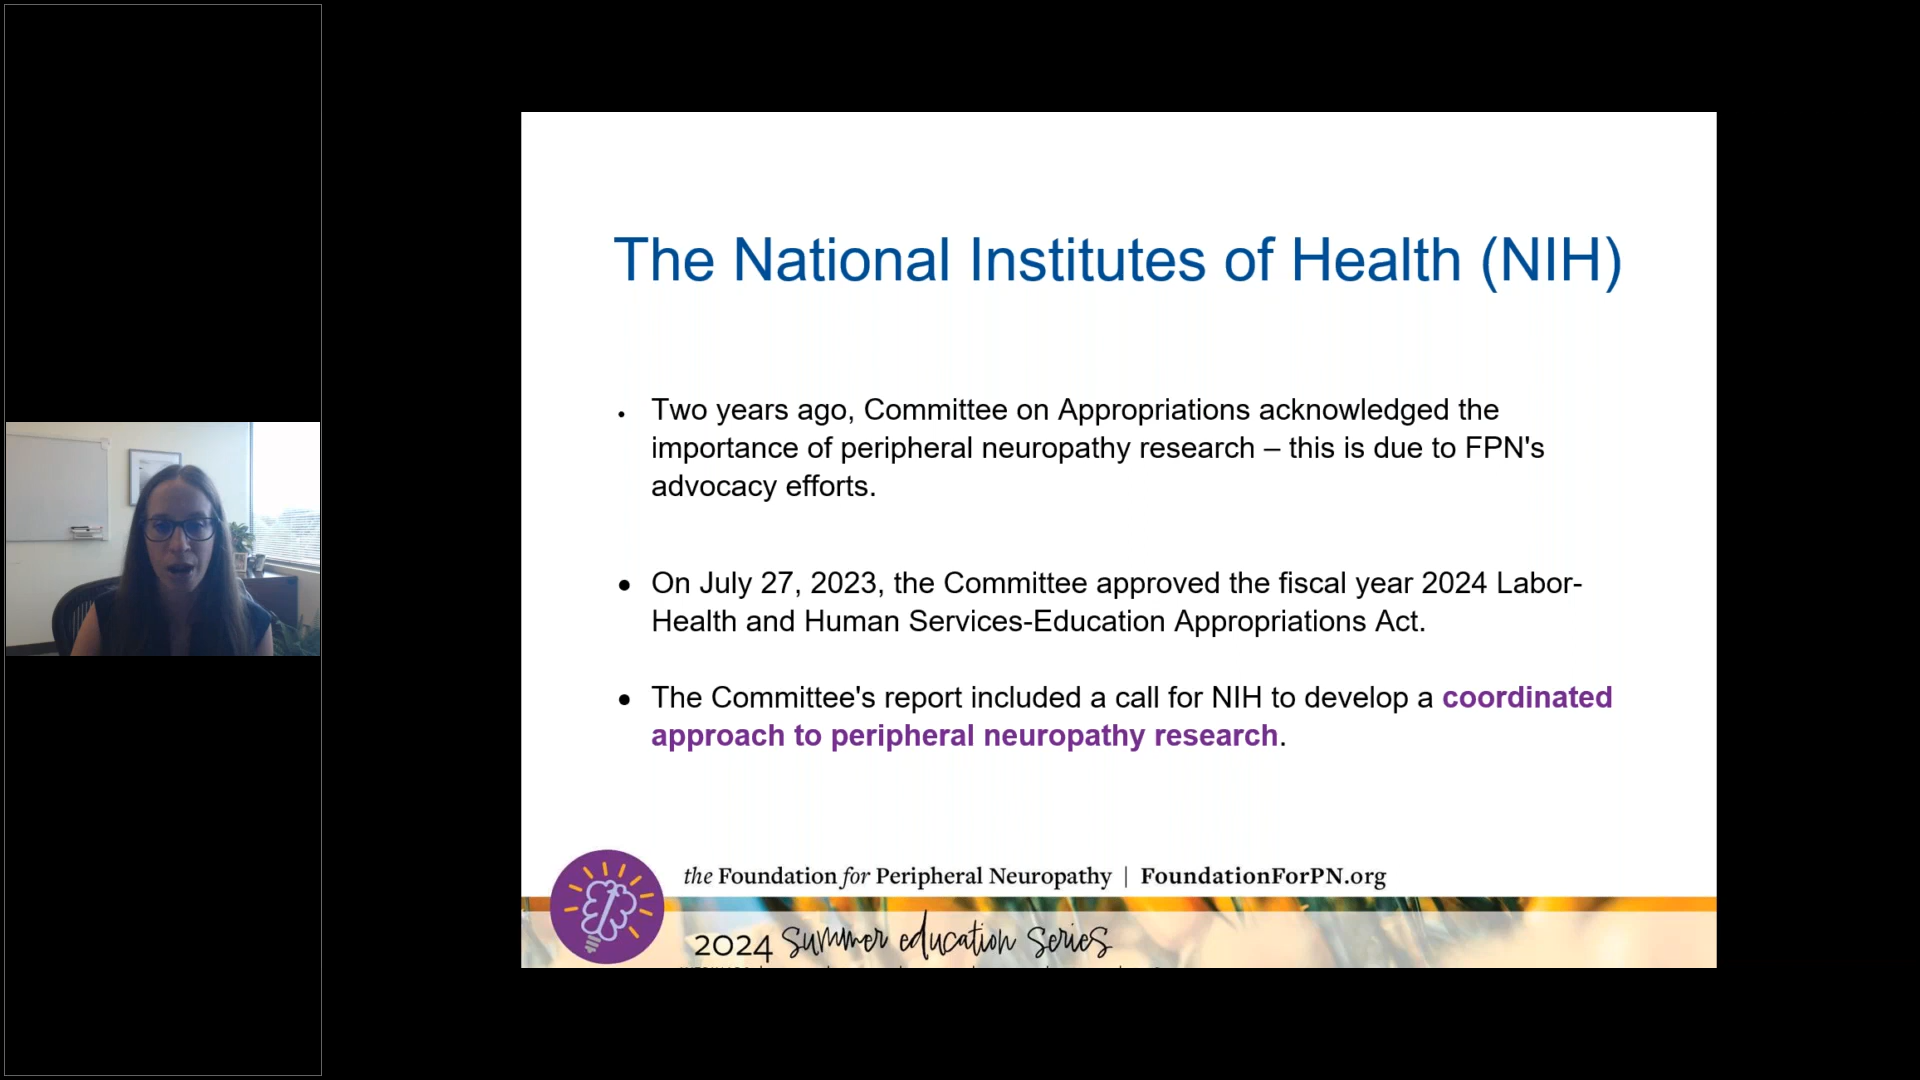 The National Institutes of Health (NIH)
• Two years ago, Committee on Appropriations acknowledged the
importance of peripheral neuropathy research – this is due to FPN's
advocacy efforts.
• On July 27, 2023, the Committee approved the fiscal year 2024 Labor-
Health and Human Services-Education Appropriations Act.
• The Committee's report included a call for NIH to develop a coordinated
approach to peripheral neuropathy research.
the Foundation for Peripheral Neuropathy | FoundationForPN.org
2024 Summer education Series